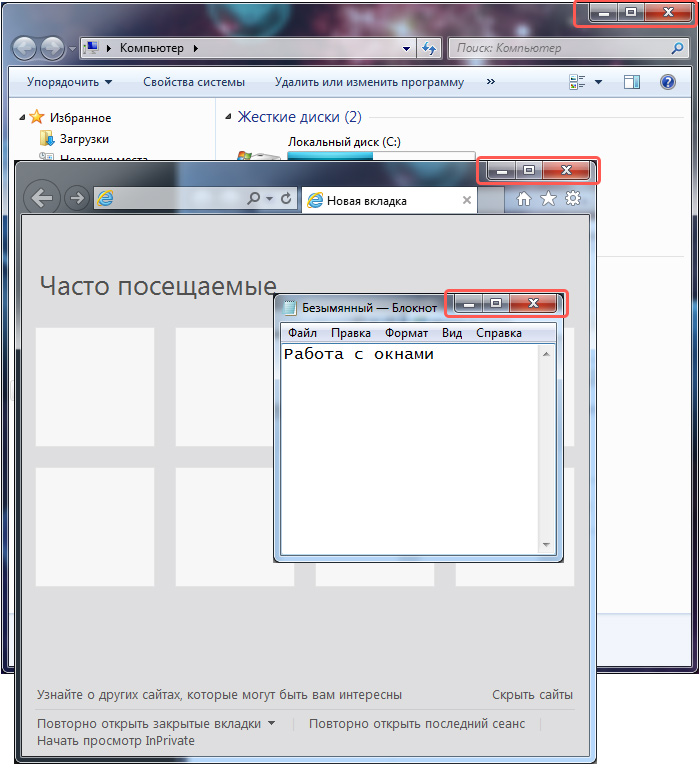 Компьютер
Поиск: Компьютер
Упорядочить
Свойства системы
Удалить или изменить программу
»
Избранное
Загрузки
Недавние места
Жесткие диски (2)
Локальный диск (C:)
Новая вкладка
Часто посещаемые
Безымянный — Блокнот
Файл Правка Формат Вид Справка
Работа с окнами
Узнайте о других сайтах, которые могут быть вам интересны
Скрыть сайты
Повторно открыть закрытые вкладки
Повторно открыть последний сеанс
Начать просмотр InPrivate